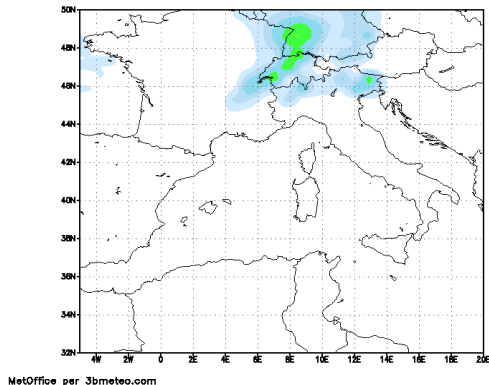 50N
48N
46N
44N
42N
40N
38N
36N
34N
32N
4W 2W 0 2E 4E 6E 8E 10E 12E 14E 16E 18E 20E
MetOffice per 3bmeteo.com